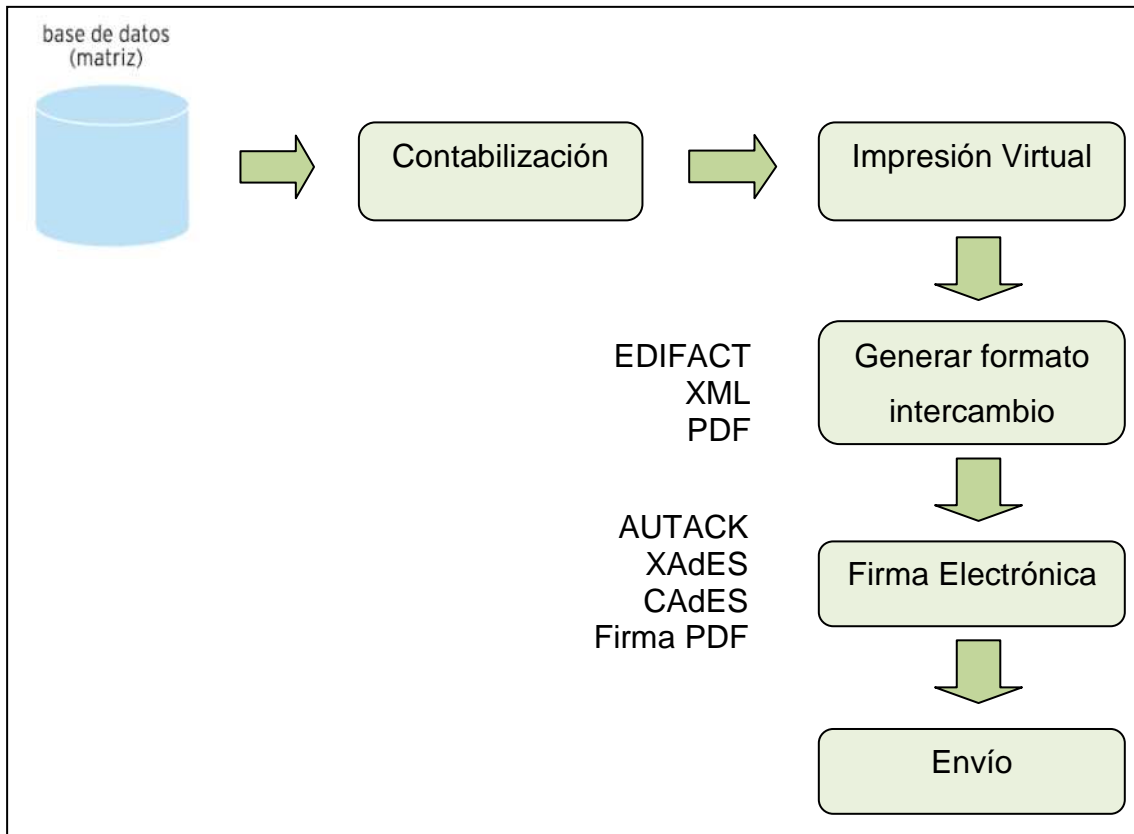 base de datos
(matriz)
Contabilización
Impresión Virtual
EDIFACT
XML
PDF
Generar formato
intercambio
AUTACK
XAdES
CAdES
Firma PDF
Firma Electrónica
Envío